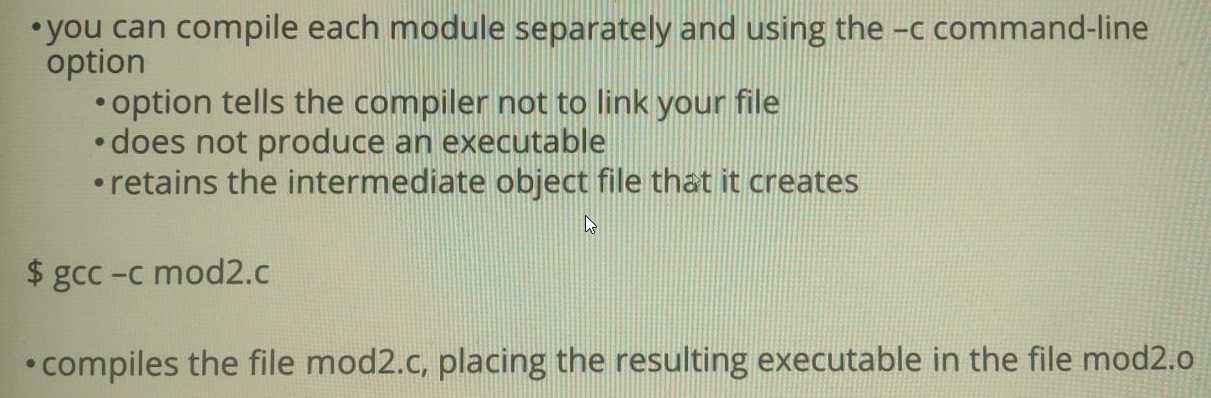 •you can compile each module separately and using the –c command-line
option
•option tells the compiler not to link your file
•does not produce an executable
•retains the intermediate object file that it creates
$ gcc –c mod2.c
•compiles the file mod2.c, placing the resulting executable in the file mod2.o